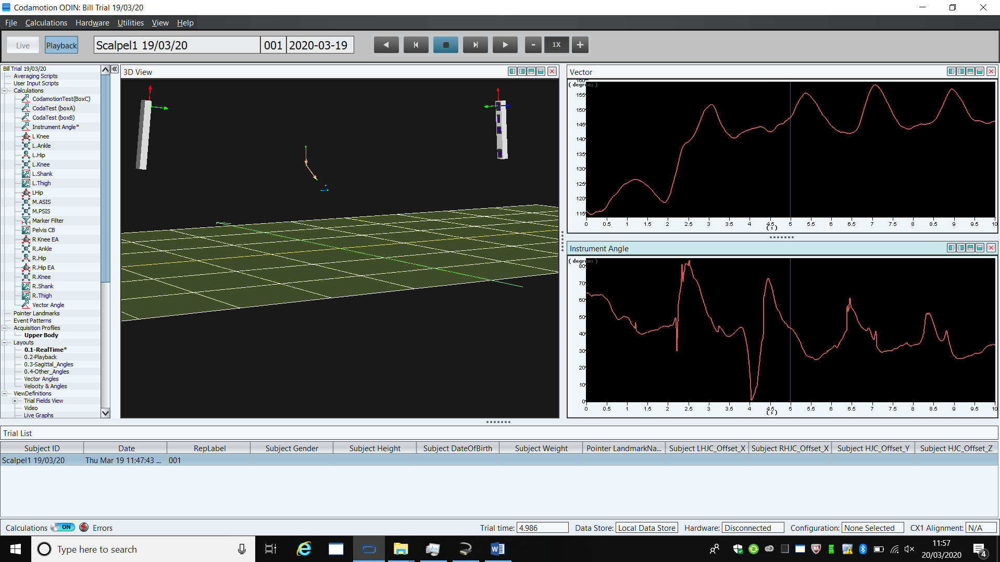 Codamotion ODIN: Bill Trial 19/03/20
File Calculations Hardware Utilities View Help
Live Playback Scalpel1 19/03/20 001 2020-03-19 - 1X +
Bill Trial 19/03/20
Averaging Scripts
User Input Scripts
Calculations
CodamotionTest(BoxC)
CodaTest (boxA)
CodaTest (boxB)
Instrument Angle*
L Knee
L.Ankle
L.Hip
L.Knee
L.Shank
L.Thigh
LHip
M.ASIS
M.PSIS
Marker Filter
Pelvis CB
R Knee EA
R.Ankle
R.Hip
R.Hip EA
R.Knee
R.Shank
R.Thigh
Vector Angle
Pointer Landmarks
Event Patterns
Acquisition Profiles
Upper Body
Layouts
0.1-RealTime*
0.2-Playback
0.3-Sagittal_Angles
0.4-Other_Angles
Vector Angles
Velocity & Angles
ViewDefinitions
Trial Fields View
Video
Live Graphs
3D View
Vector
160
( degrees )
155
150
145
140
135
130
125
120
115
0 0.5 1 1.5 2 2.5 3 3.5 4 4.5 5 5.5 6 6.5 7 7.5 8 8.5 9 9.5 10
( s )
Instrument Angle
( degrees )
80
70
60
50
40
30
20
10
0
0 0.5 1 1.5 2 2.5 3 3.5 4 4.5 5 5.5 6 6.5 7 7.5 8 8.5 9 9.5 10
( s )
Trial List
Subject ID Date RepLabel Subject Gender Subject Height Subject DateOfBirth Subject Weight Pointer LandmarkNa... Subject LHJC_Offset_X Subject RHJC_Offset_X Subject HJC_Offset_Y Subject HJC_Offset_Z
Scalpel1 19/03/20 Thu Mar 19 11:47:43 ... 001
Calculations ON Errors Trial time: 4.986 Data Store: Local Data Store Hardware: Disconnected Configuration: None Selected CX1 Alignment: N/A
Type here to search
11:57
20/03/2020
4